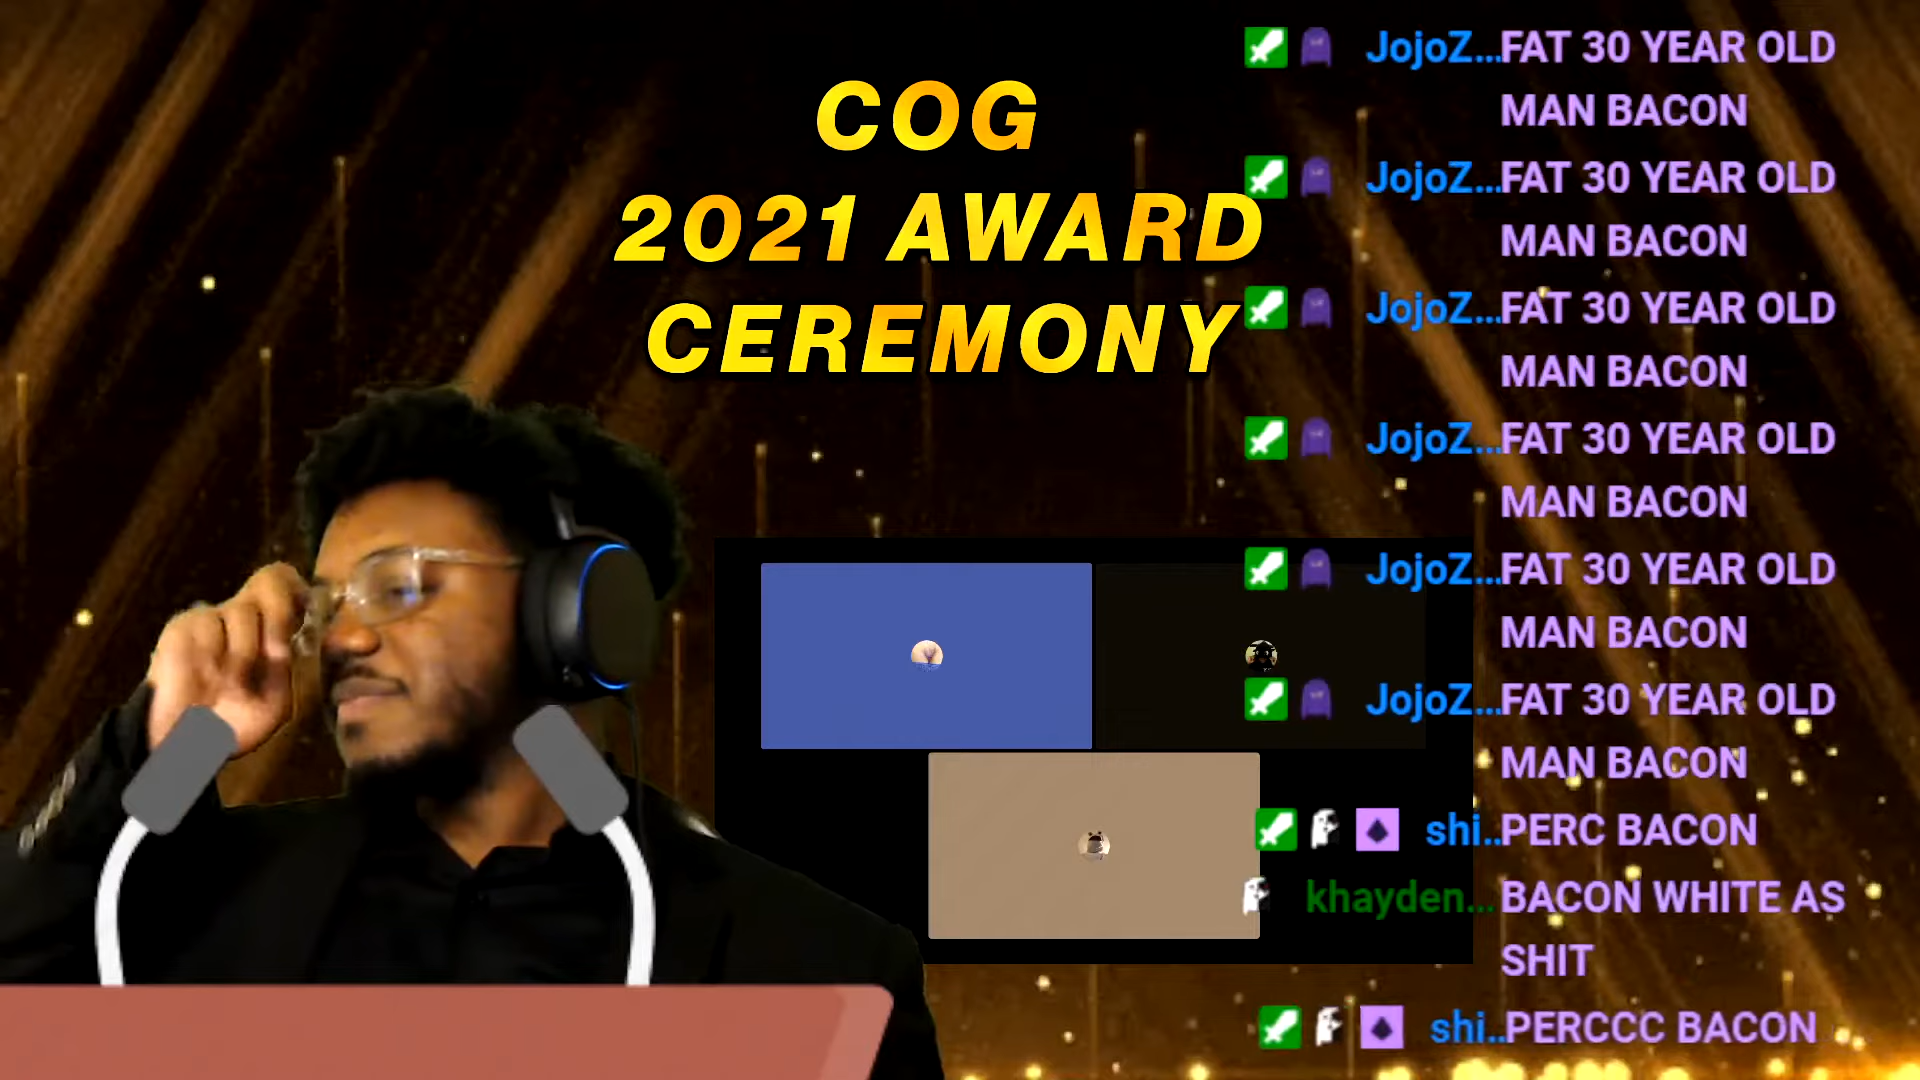 COG
2021 AWARD
CEREMONY
JojoZ...FAT 30 YEAR OLD
MAN BACON
JojoZ...FAT 30 YEAR OLD
MAN BACON
JojoZ...FAT 30 YEAR OLD
MAN BACON
JojoZ...FAT 30 YEAR OLD
MAN BACON
JojoZ...FAT 30 YEAR OLD
MAN BACON
JojoZ...FAT 30 YEAR OLD
MAN BACON
shi..PERC BACON
khayden...BACON WHITE AS
SHIT
shi..PERCCC BACON